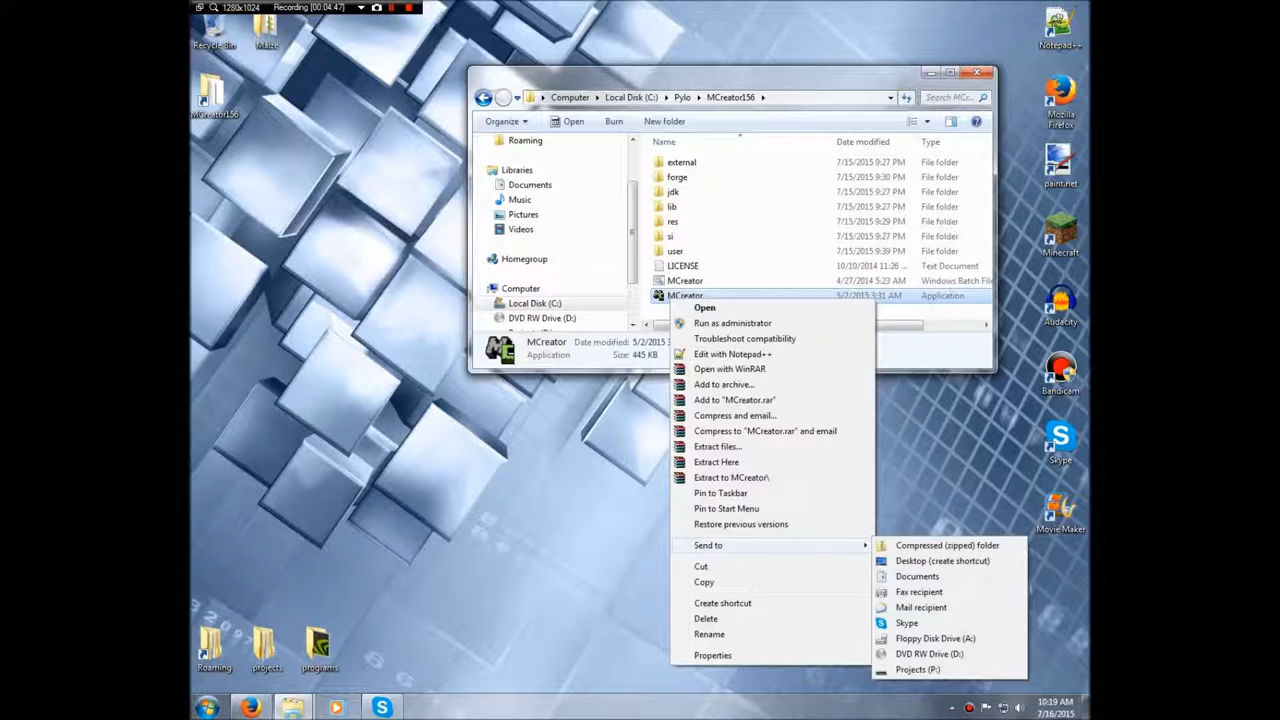 1280x1024 Recording [00:04:47]
Recycle Bin
Maize
MCreator156
Notepad++
Mozilla
Firefox
paint.net
Minecraft
Audacity
Bandicam
Skype
Movie Maker
Computer Local Disk (C:) Pylo MCreator156
Search MCr...
Organize Open Burn New folder
Roaming
Libraries
Documents
Music
Pictures
Videos
Homegroup
Computer
Local Disk (C:)
DVD RW Drive (D:)
Name Date modified Type
external 7/15/2015 9:27 PM File folder
forge 7/15/2015 9:30 PM File folder
jdk 7/15/2015 9:27 PM File folder
lib 7/15/2015 9:27 PM File folder
res 7/15/2015 9:29 PM File folder
si 7/15/2015 9:27 PM File folder
user 7/15/2015 9:39 PM File folder
LICENSE 10/10/2014 11:26 ... Text Document
MCreator 4/27/2014 5:23 AM Windows Batch File
MCreator 5/2/2015 3:31 AM Application
MCreator Date modified: 5/2/2015
Application Size: 445 KB
Open
Run as administrator
Troubleshoot compatibility
Edit with Notepad++
Open with WinRAR
Add to archive...
Add to "MCreator.rar"
Compress and email...
Compress to "MCreator.rar" and email
Extract files...
Extract Here
Extract to MCreator\
Pin to Taskbar
Pin to Start Menu
Restore previous versions
Send to
Cut
Copy
Create shortcut
Delete
Rename
Properties
Compressed (zipped) folder
Desktop (create shortcut)
Documents
Fax recipient
Mail recipient
Skype
Floppy Disk Drive (A:)
DVD RW Drive (D:)
Projects (P:)
Roaming
projects
programs
10:19 AM
7/16/2015